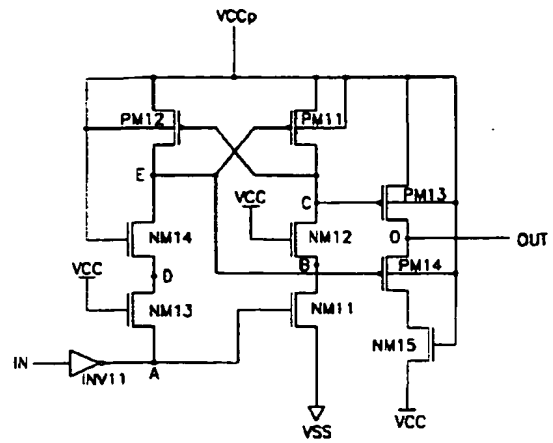 VCCp
PM12
PM11
E
VCC
C
PM13
NM14
NM12
O
OUT
VCC
D
B
PM14
NM13
NM11
IN
INV11
A
NM15
VSS
VCC